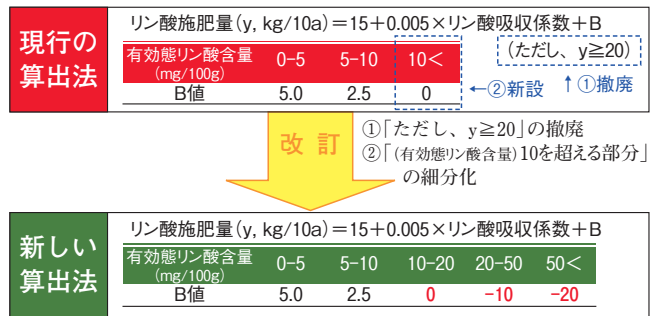 現行の
算出法
リン酸施肥量(y, kg/10a)＝15+0.005×リン酸吸収係数+B
有効態リン酸含量
(mg/100g)
0-5 5-10 10<
B値 5.0 2.5 0
(ただし、y≧20)
←②新設 ↑①撤廃
改訂
①「ただし、y≧20」の撤廃
②「(有効態リン酸含量)10を超える部分」
の細分化
新しい
算出法
リン酸施肥量(y, kg/10a)＝15+0.005×リン酸吸収係数+B
有効態リン酸含量
(mg/100g)
0-5 5-10 10-20 20-50 50<
B値 5.0 2.5 0 −10 −20